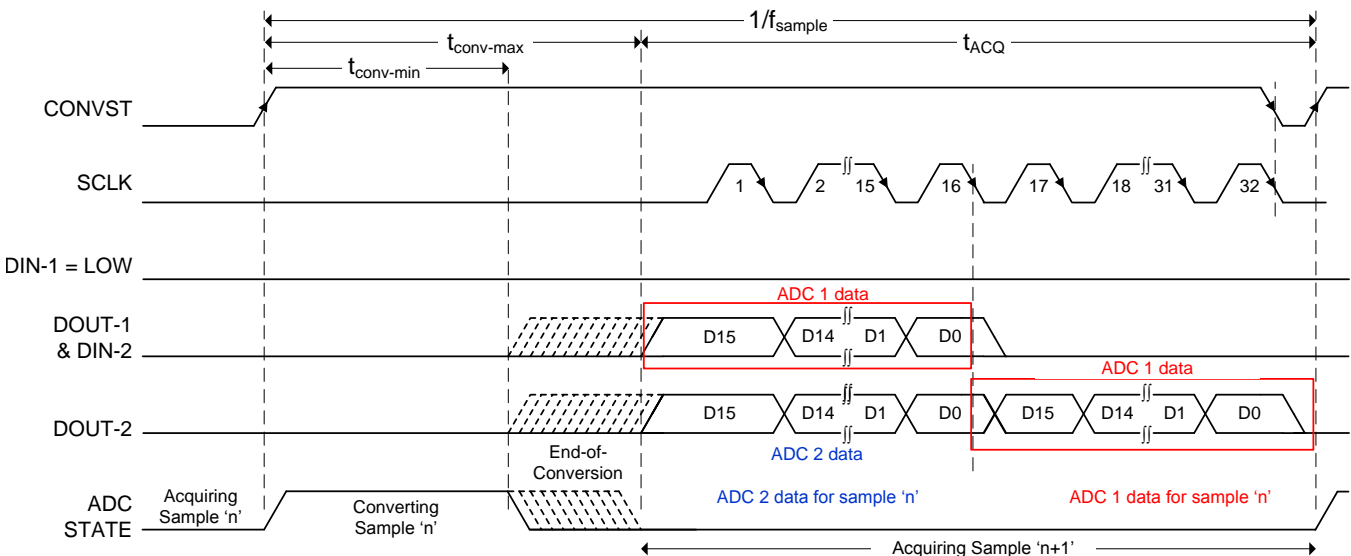 1/fsample
tconv-max
tACQ
tconv-min
CONVST
SCLK
1 2 ∫∫ 15 16 17 18 ∫∫ 31 32
DIN-1 = LOW
ADC 1 data
DOUT-1
& DIN-2
D15 D14 ∫∫ D1 D0
∫∫
ADC 1 data
DOUT-2
D15 D14 ∫∫ D1 D0 D15 D14 ∫∫ D1 D0
∫∫ ∫∫
End-of-
Conversion
ADC 2 data
ADC
STATE
Acquiring
Sample ‘n’
Converting
Sample ‘n’
ADC 2 data for sample ‘n’
ADC 1 data for sample ‘n’
Acquiring Sample ‘n+1’